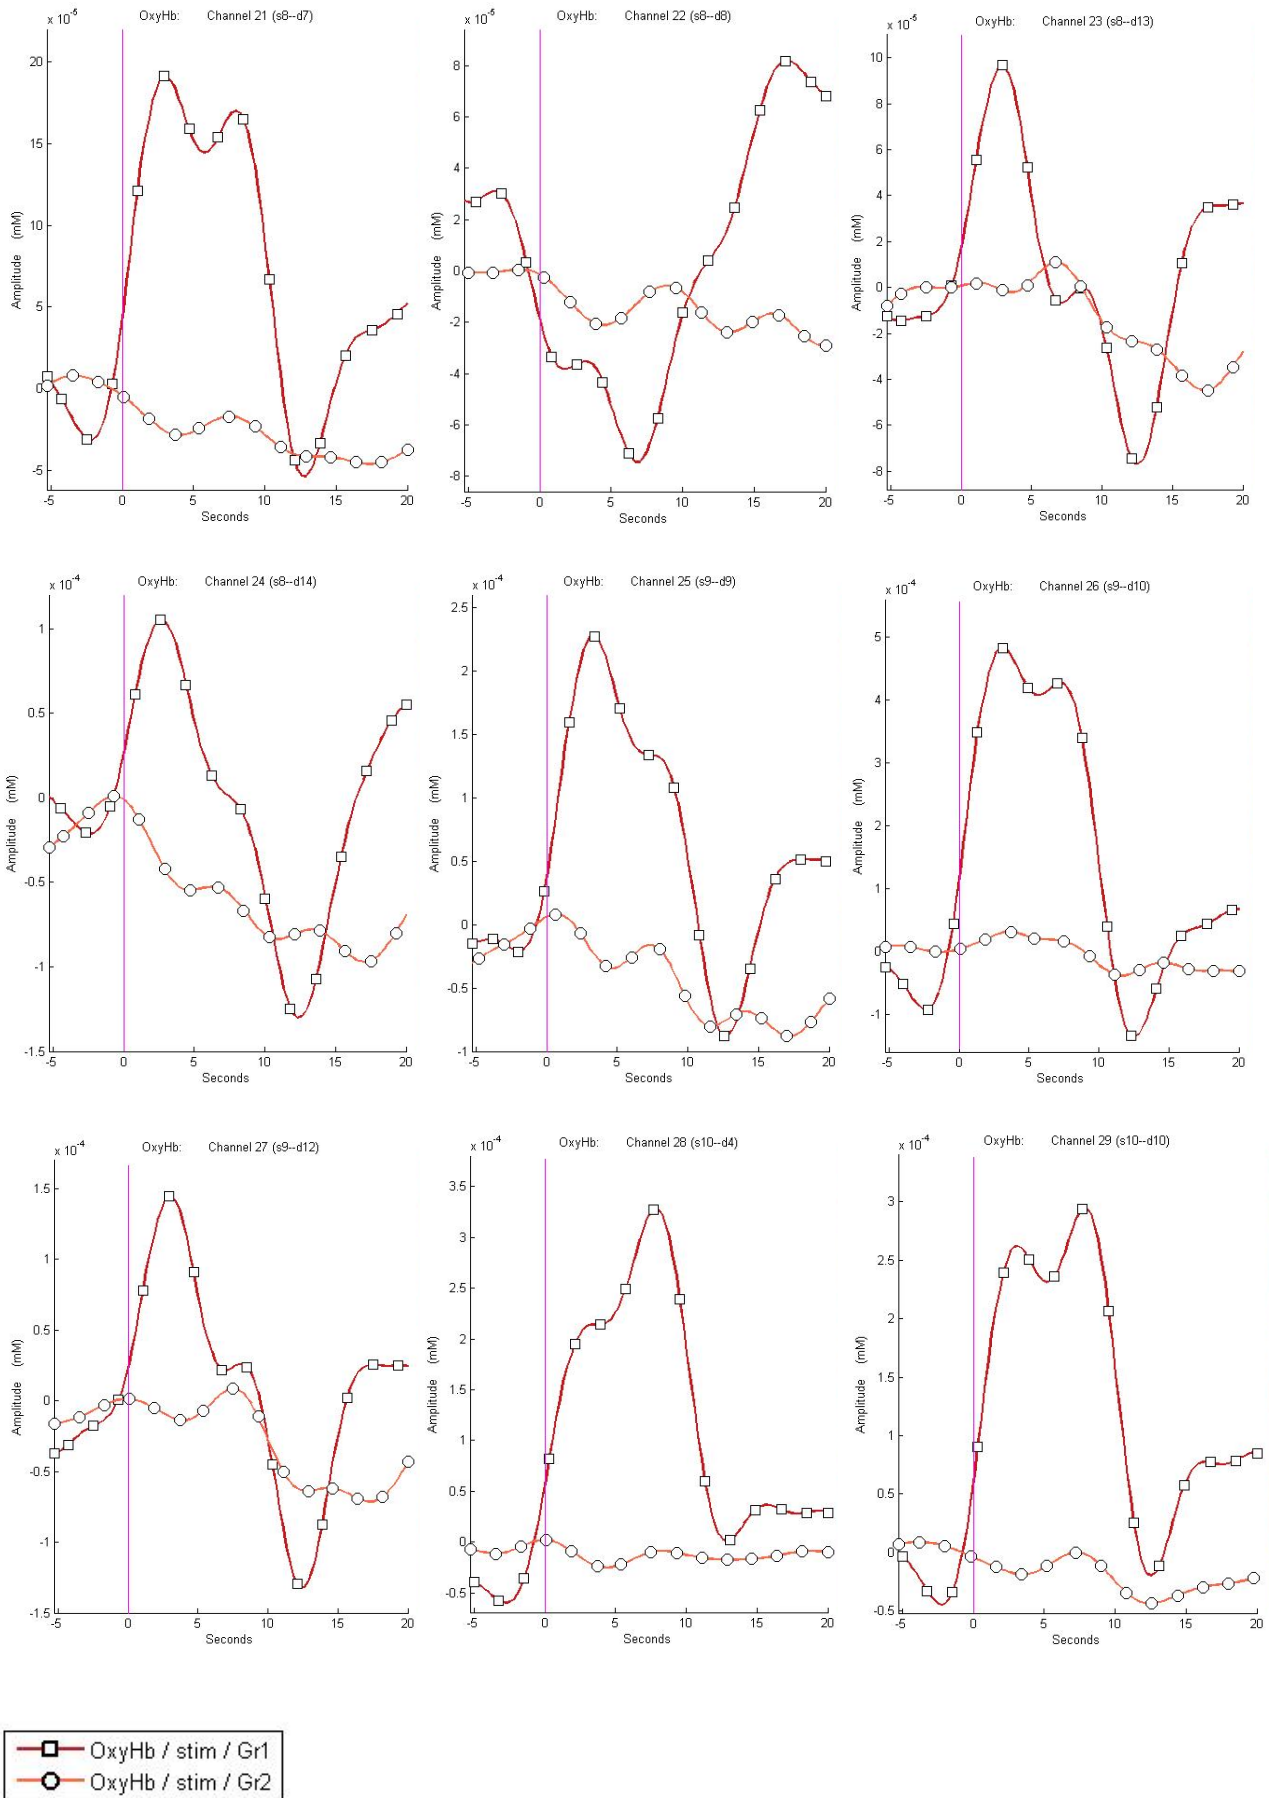 OxyHb: Channel 21 (s8--d7)
x 10⁻⁵
20
15
10
5
0
-5
Amplitude (mM)
-5 0 5 10 15 20
Seconds
OxyHb: Channel 22 (s8--d8)
x 10⁻⁵
8
6
4
2
0
-2
-4
-6
-8
Amplitude (mM)
-5 0 5 10 15 20
Seconds
OxyHb: Channel 23 (s8--d13)
x 10⁻⁵
10
8
6
4
2
0
-2
-4
-6
-8
Amplitude (mM)
-5 0 5 10 15 20
Seconds
OxyHb: Channel 24 (s8--d14)
x 10⁻⁴
1
0.5
0
-0.5
-1
-1.5
Amplitude (mM)
-5 0 5 10 15 20
Seconds
OxyHb: Channel 25 (s9--d9)
x 10⁻⁴
2.5
2
1.5
1
0.5
0
-0.5
-1
Amplitude (mM)
-5 0 5 10 15 20
Seconds
OxyHb: Channel 26 (s9--d10)
x 10⁻⁴
5
4
3
2
1
0
-1
Amplitude (mM)
-5 0 5 10 15 20
Seconds
OxyHb: Channel 27 (s9--d12)
x 10⁻⁴
1.5
1
0.5
0
-0.5
-1
-1.5
Amplitude (mM)
-5 0 5 10 15 20
Seconds
OxyHb: Channel 28 (s10--d4)
x 10⁻⁴
3.5
3
2.5
2
1.5
1
0.5
0
-0.5
Amplitude (mM)
-5 0 5 10 15 20
Seconds
OxyHb: Channel 29 (s10--d10)
x 10⁻⁴
3
2.5
2
1.5
1
0.5
0
-0.5
Amplitude (mM)
-5 0 5 10 15 20
Seconds
OxyHb / stim / Gr1
OxyHb / stim / Gr2